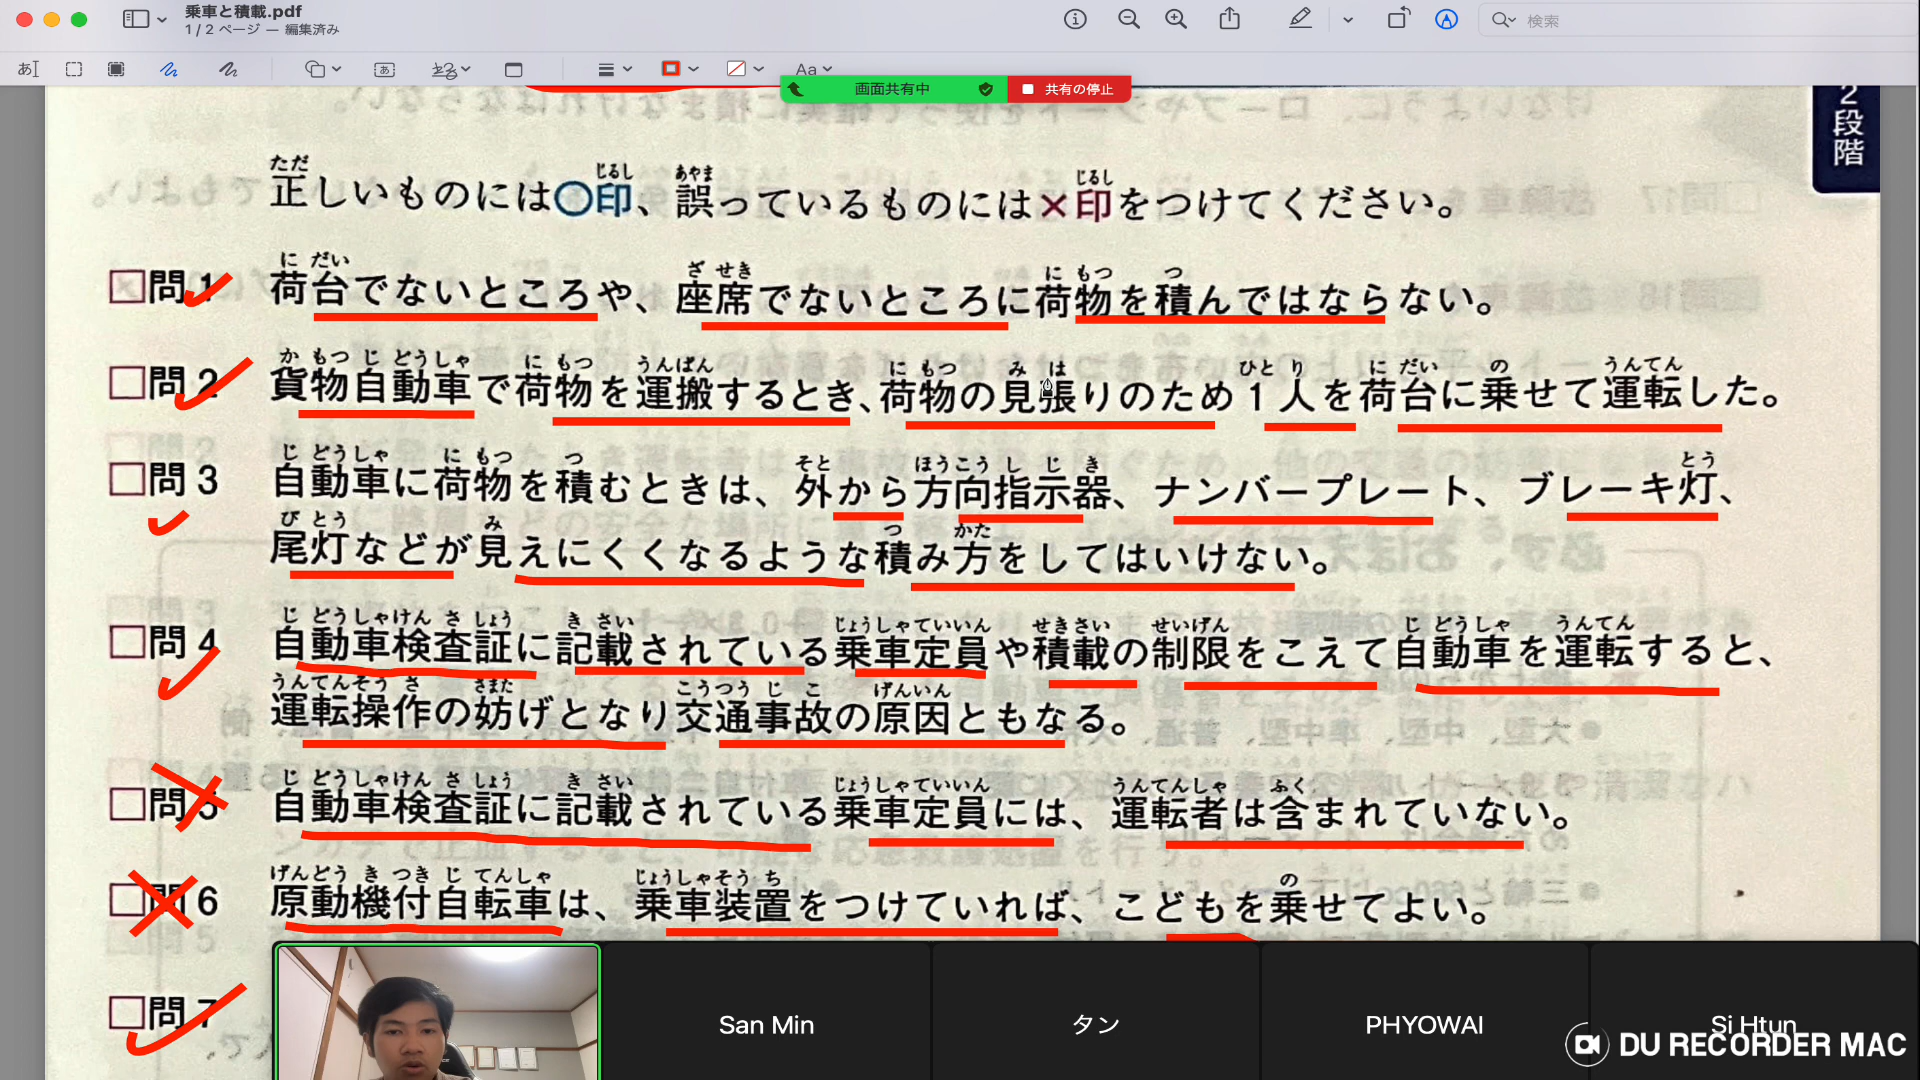 乗車と積載.pdf
1 / 2 ページ — 編集済み
検索
Aa
画面共有中
共有の停止
2段階
正しいものには○印、誤っているものには×印をつけてください。
問1 荷台でないところや、座席でないところに荷物を積んではならない。
問2 貨物自動車で荷物を運搬するとき、荷物の見張りのため1人を荷台に乗せて運転した。
問3 自動車に荷物を積むときは、外から方向指示器、ナンバープレート、ブレーキ灯、
尾灯などが見えにくくなるような積み方をしてはいけない。
問4 自動車検査証に記載されている乗車定員や積載の制限をこえて自動車を運転すると、
運転操作の妨げとなり交通事故の原因ともなる。
問5 自動車検査証に記載されている乗車定員には、運転者は含まれていない。
問6 原動機付自転車は、乗車装置をつけていれば、こどもを乗せてよい。
問7
San Min
タン
PHYOWAI
Si Htun
DU RECORDER MAC